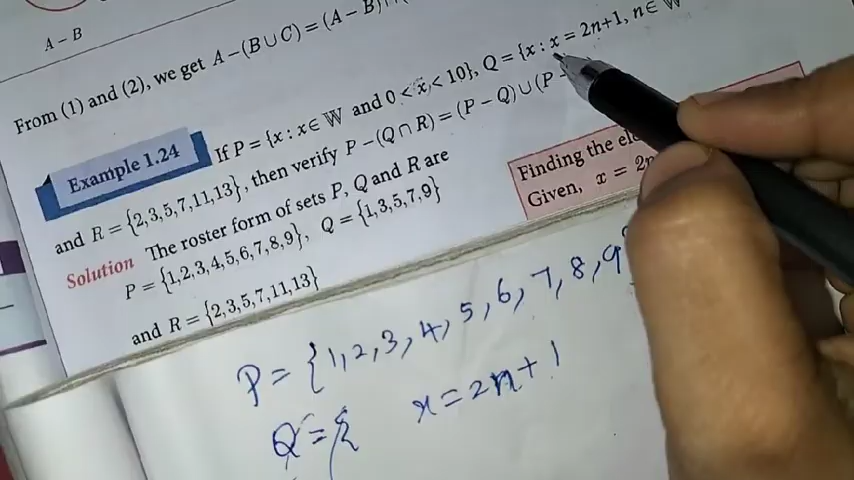 A – B
From (1) and (2), we get A–(B∪C) = (A–B)∩
Example 1.24
If P = {x : x∈ 𝕎 and 0 < x < 10}, Q = {x : x = 2n+1, n∈ 𝕎
and R = {2,3,5,7,11,13}, then verify P–(Q∩R) = (P–Q)∪(P–
Solution The roster form of sets P, Q and R are
P = {1,2,3,4,5,6,7,8,9}, Q = {1,3,5,7,9}
and R = {2,3,5,7,11,13}
Finding the
Given, x = 2n
P = {1,2,3,4,5,6,7,8,9
Q = { x = 2n+1